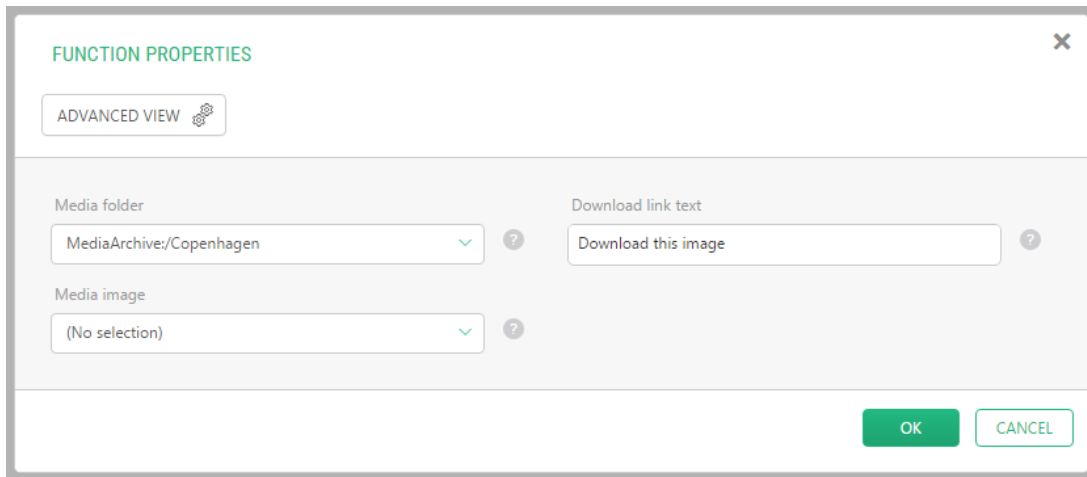 FUNCTION PROPERTIES
ADVANCED VIEW
Media folder
MediaArchive:/Copenhagen
?
Download link text
Download this image
?
Media image
(No selection)
?
OK
CANCEL